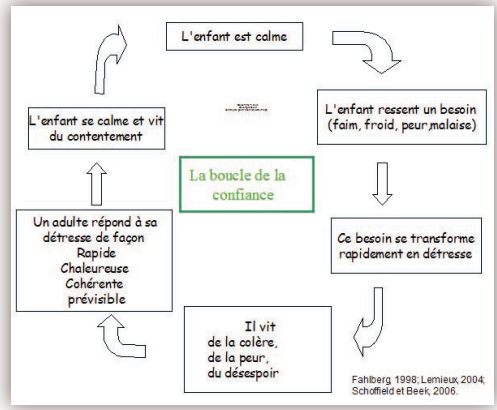 L'enfant est calme
L'enfant ressent un besoin
(faim, froid, peur,malaise)
Ce besoin se transforme
rapidement en détresse
Il vit
de la colère,
de la peur,
du désespoir
Un adulte répond à sa
détresse de façon
Rapide
Chaleureuse
Cohérente
prévisible
L'enfant se calme et vit
du contentement
La boucle de la
confiance
Fahlberg, 1998; Lemieux, 2004;
Schoffield et Beek, 2006.